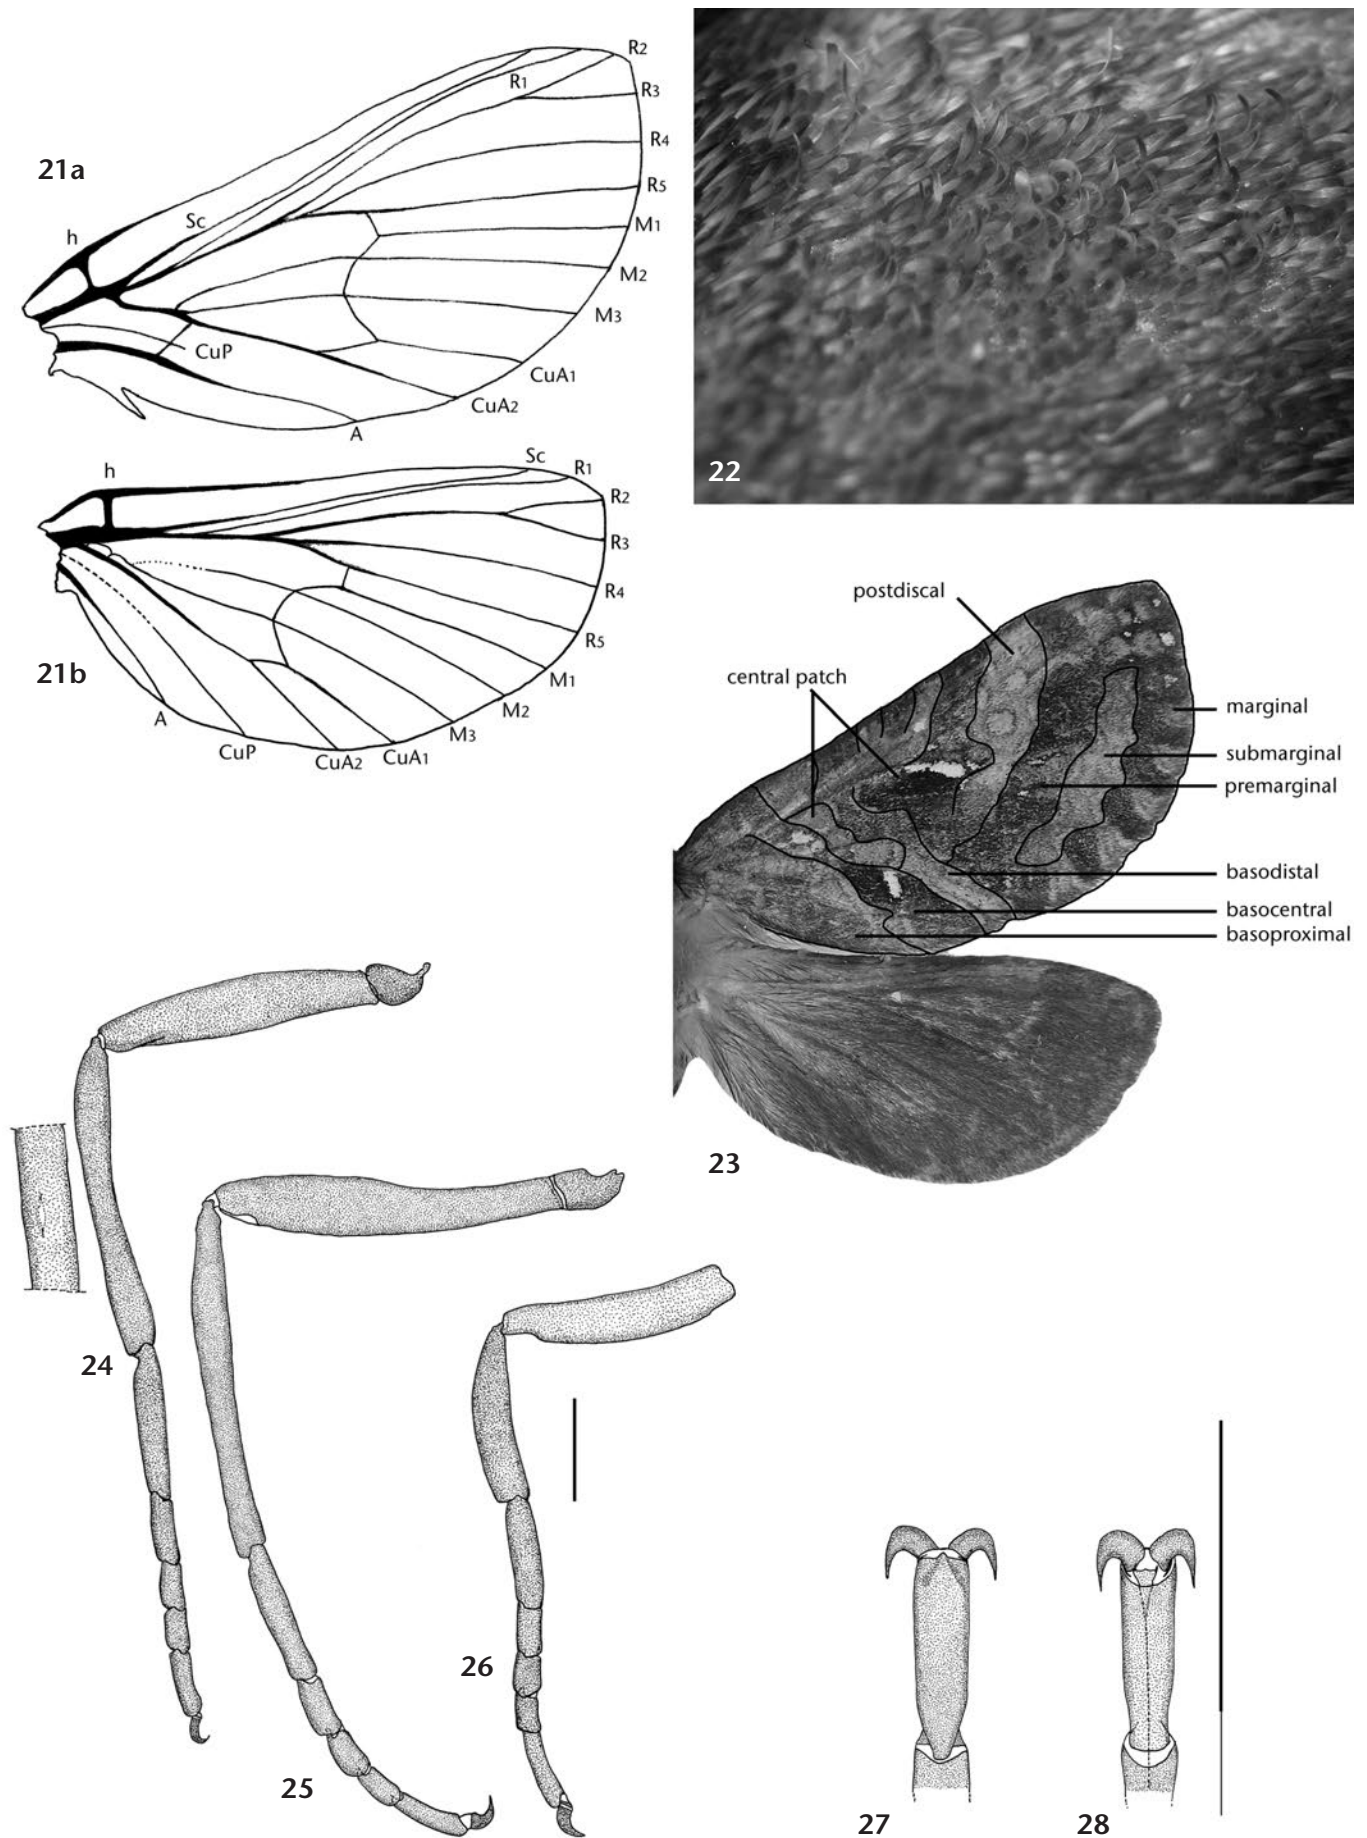 21a
h
Sc
R1
R2
R3
R4
R5
M1
M2
M3
CuA1
CuA2
CuP
A
22
21b
h
Sc
R1
R2
R3
R4
R5
M1
M2
M3
CuA1
CuA2
CuP
A
postdiscal
central patch
marginal
submarginal
premarginal
basodistal
basocentral
basoproximal
23
24
25
26
27
28